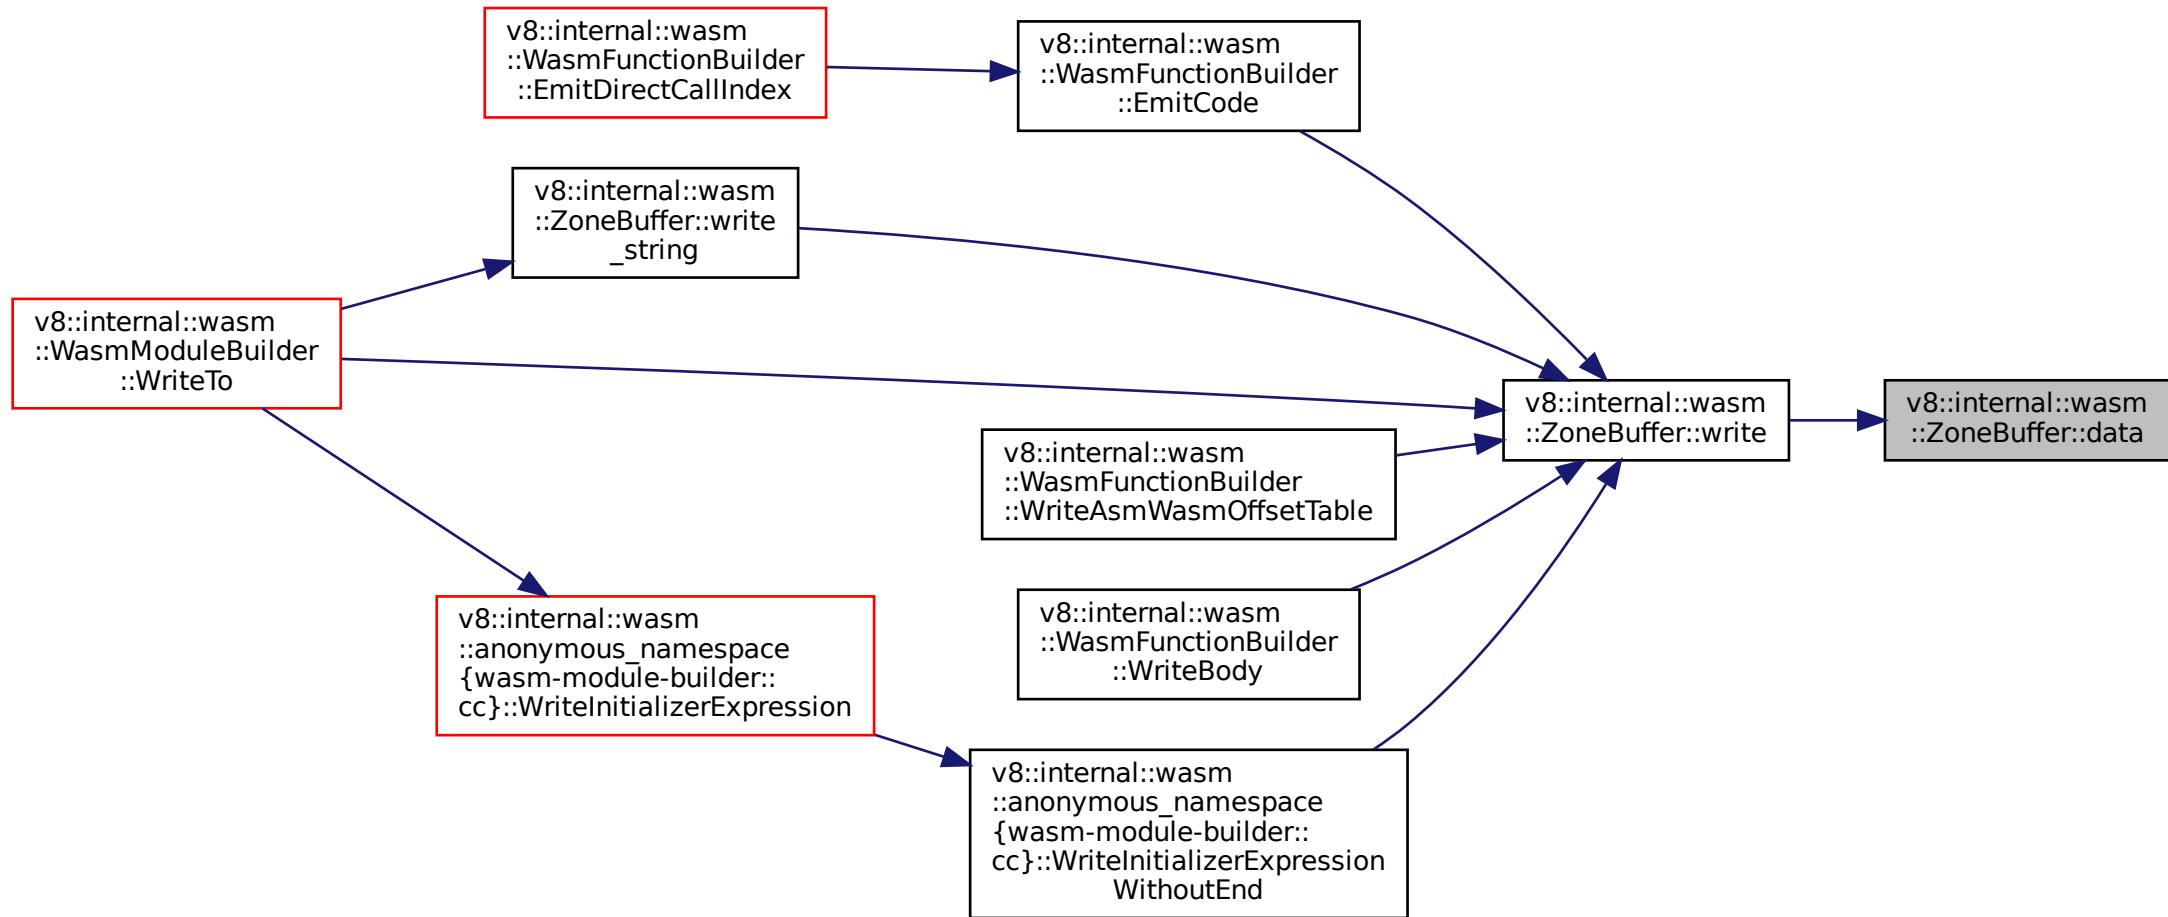 v8::internal::wasm
::WasmFunctionBuilder
::EmitDirectCallIndex
v8::internal::wasm
::WasmFunctionBuilder
::EmitCode
v8::internal::wasm
::ZoneBuffer::write
_string
v8::internal::wasm
::WasmModuleBuilder
::WriteTo
v8::internal::wasm
::ZoneBuffer::write
v8::internal::wasm
::ZoneBuffer::data
v8::internal::wasm
::WasmFunctionBuilder
::WriteAsmWasmOffsetTable
v8::internal::wasm
::WasmFunctionBuilder
::WriteBody
v8::internal::wasm
::anonymous_namespace
{wasm-module-builder::
cc}::WriteInitializerExpression
v8::internal::wasm
::anonymous_namespace
{wasm-module-builder::
cc}::WriteInitializerExpression
WithoutEnd